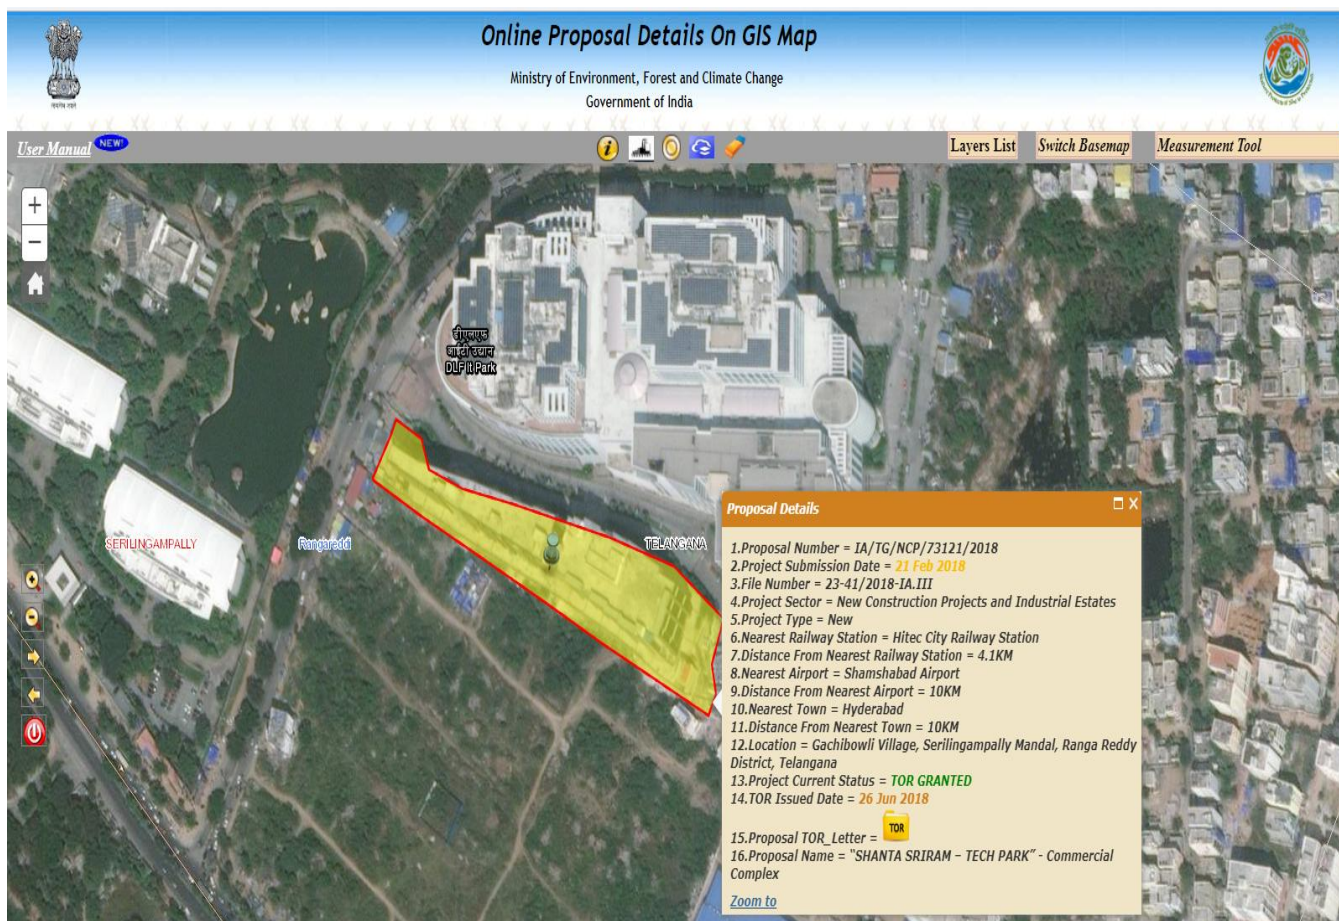 Online Proposal Details On GIS Map
Ministry of Environment, Forest and Climate Change
Government of India
User Manual NEW!
Layers List
Switch Basemap
Measurement Tool
+
−
डीएलएफ
आईटी उद्यान
DLF It Park
SERILINGAMPALLY
Rangareddi
TELANGANA
Proposal Details
1.Proposal Number = IA/TG/NCP/73121/2018
2.Project Submission Date = 21 Feb 2018
3.File Number = 23-41/2018-IA.III
4.Project Sector = New Construction Projects and Industrial Estates
5.Project Type = New
6.Nearest Railway Station = Hitec City Railway Station
7.Distance From Nearest Railway Station = 4.1KM
8.Nearest Airport = Shamshabad Airport
9.Distance From Nearest Airport = 10KM
10.Nearest Town = Hyderabad
11.Distance From Nearest Town = 10KM
12.Location = Gachibowli Village, Serilingampally Mandal, Ranga Reddy
District, Telangana
13.Project Current Status = TOR GRANTED
14.TOR Issued Date = 26 Jun 2018
15.Proposal TOR_Letter = TOR
16.Proposal Name = "SHANTA SRIRAM – TECH PARK" - Commercial
Complex
Zoom to